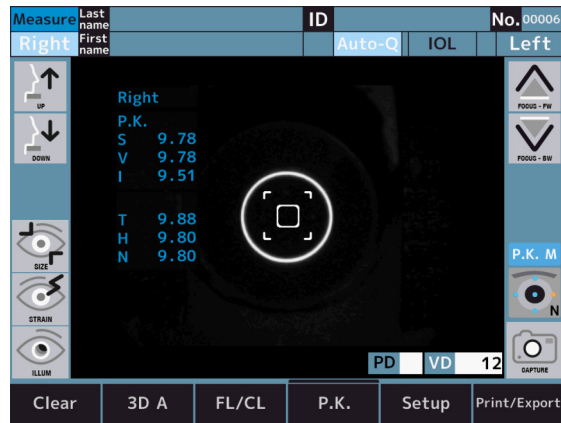 Measure Last name ID No. 00006
Right First name Auto-Q IOL Left
UP
DOWN
SIZE
STRAIN
ILLUM
Right
P.K.
S 9.78
V 9.78
I 9.51
T 9.88
H 9.80
N 9.80
FOCUS - FW
FOCUS - BW
P.K. M
N
CAPTURE
PD VD 12
Clear 3D A FL/CL P.K. Setup Print/Export